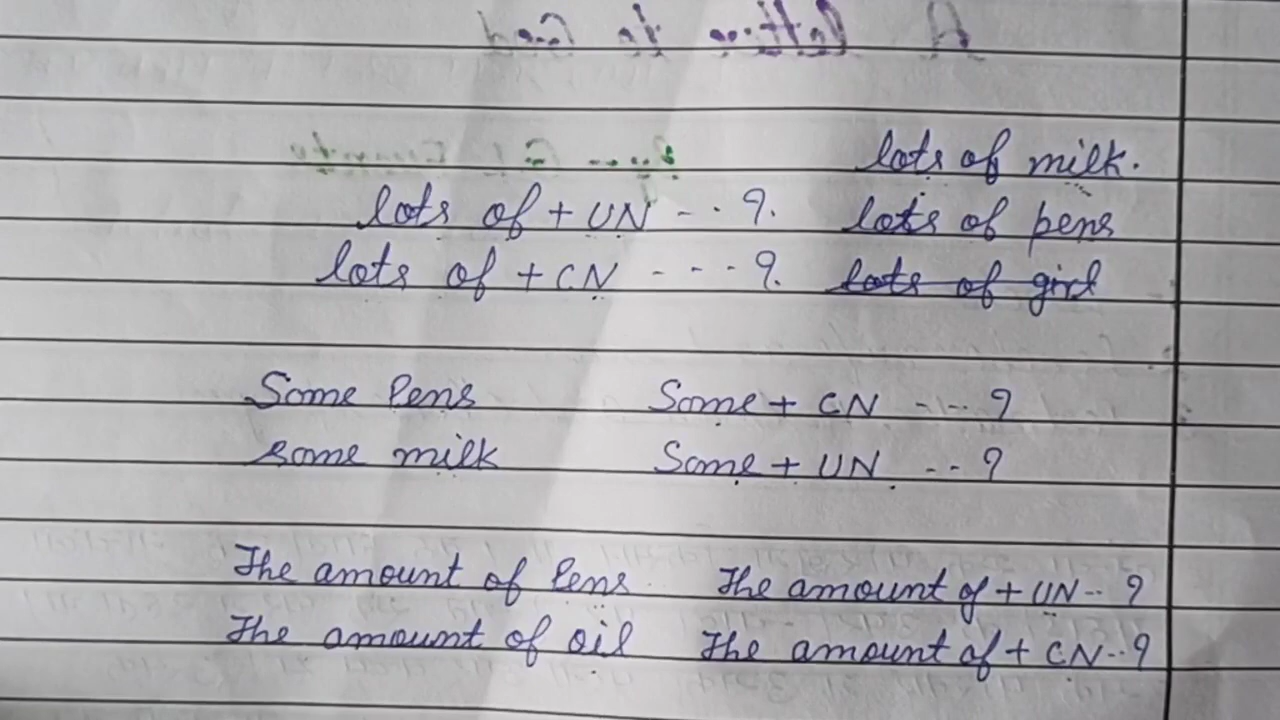 lots of milk.
lots of + UN - .. ?. lots of pens
lots of + CN - - - ?. lots of girl
Some Pens Some + CN - -- ?
some milk Some + UN -- ?
The amount of Pens The amount of + UN -- ?
The amount of oil The amount of + CN -- ?